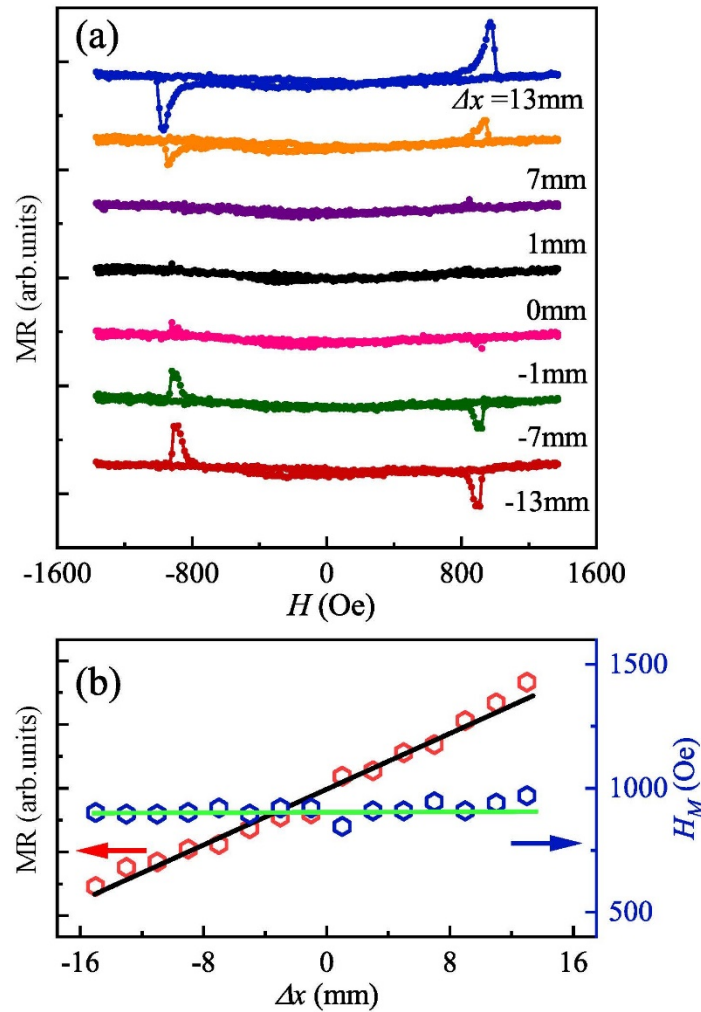 (a)
Δx =13mm
7mm
1mm
0mm
-1mm
-7mm
-13mm
MR (arb.units)
-1600 -800 0 800 1600
H (Oe)
(b)
1500
1000
500
MR (arb.units)
H_M (Oe)
-16 -8 0 8 16
Δx (mm)